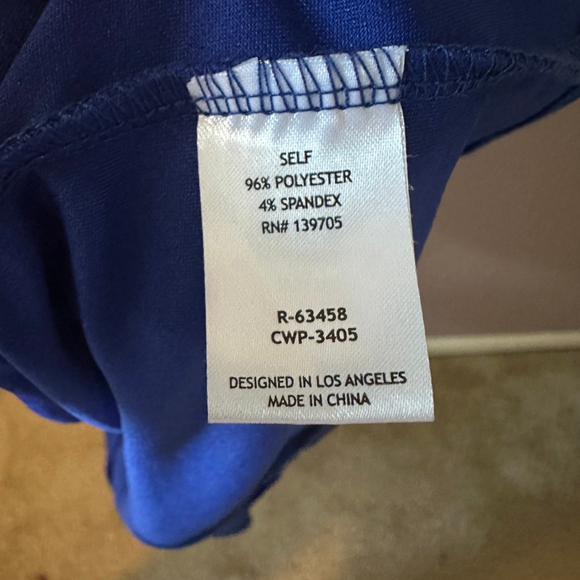 SELF
96% POLYESTER
4% SPANDEX
RN# 139705
R-63458
CWP-3405
DESIGNED IN LOS ANGELES
MADE IN CHINA